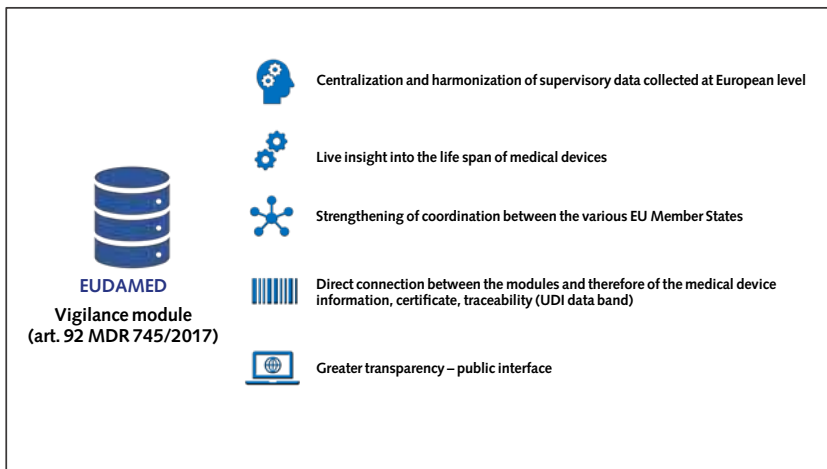 Centralization and harmonization of supervisory data collected at European level
Live insight into the life span of medical devices
Strengthening of coordination between the various EU Member States
EUDAMED
Vigilance module
(art. 92 MDR 745/2017)
Direct connection between the modules and therefore of the medical device
information, certificate, traceability (UDI data band)
Greater transparency – public interface